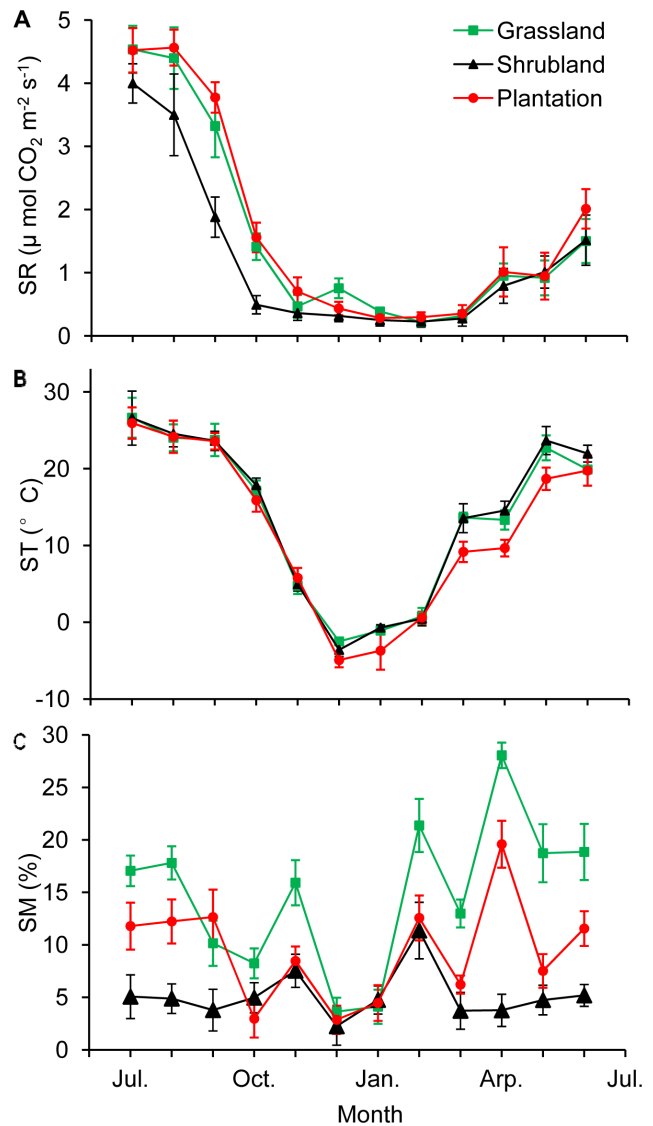 A
5
4
3
2
1
0
SR (μ mol CO₂ m⁻² s⁻¹)
Grassland
Shrubland
Plantation
B
30
20
10
0
-10
ST (° C)
C
30
25
20
15
10
5
0
SM (%)
Jul. Oct. Jan. Arp. Jul.
Month